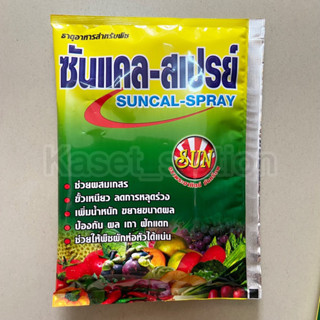 ธาตุอาหารสำหรับพืช
ซันแคล-สเปรย์
SUNCAL-SPRAY
Kaset_station
SUN
• ช่วยผสมเกสร
• ขั้วเหนียว ลดการหลุดร่วง
• เพิ่มน้ำหนัก ขยายขนาดผล
• ป้องกัน ผล เถา ฝักแตก
• ช่วยให้พืชผักห่อหัวได้แน่น